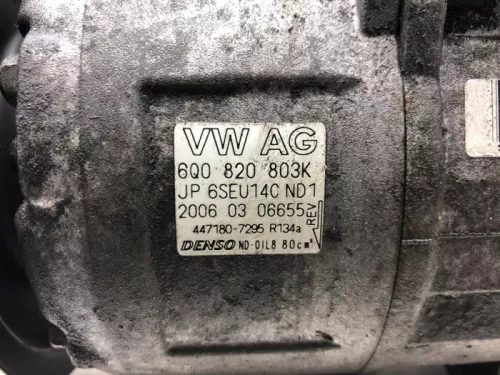 VW AG
6Q0 820 803K
JP 6SEU14C ND1
2006 03 06655
REV
447180-7295 R134a
DENSO ND-OIL8 80cm³